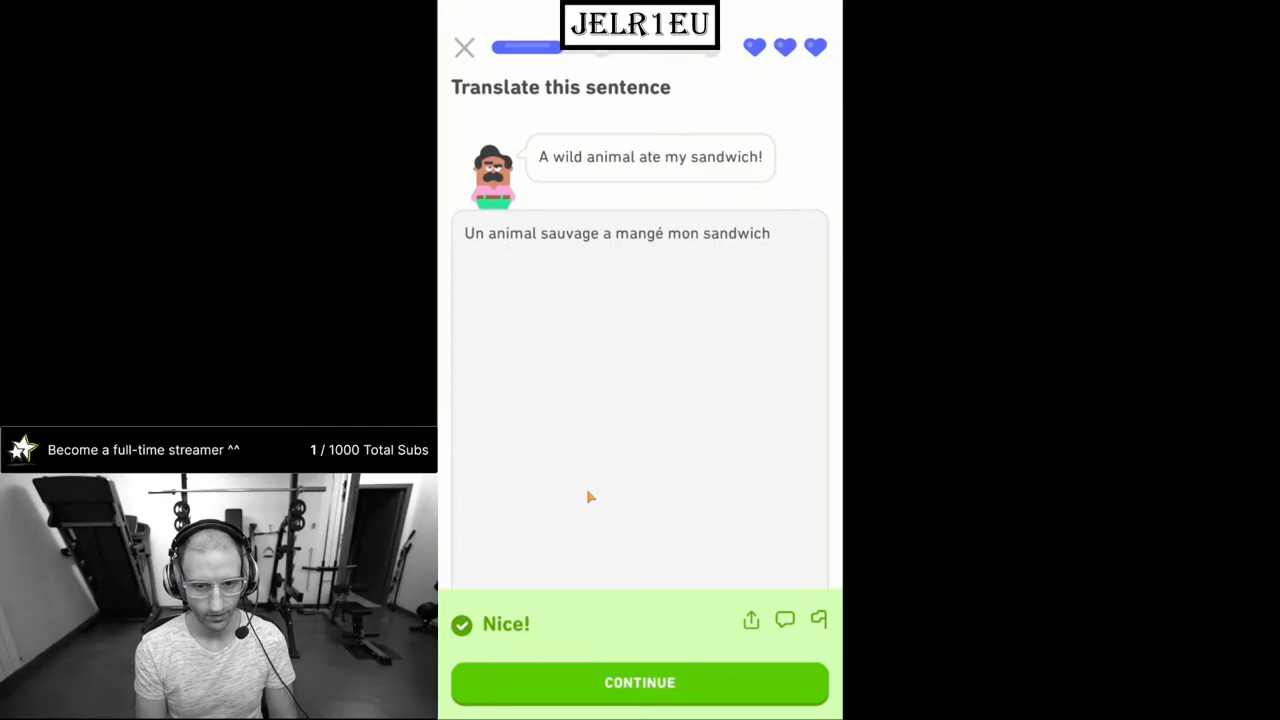 JELR1EU
Translate this sentence
A wild animal ate my sandwich!
Un animal sauvage a mangé mon sandwich
Become a full-time streamer ^^ 1 / 1000 Total Subs
Nice!
CONTINUE